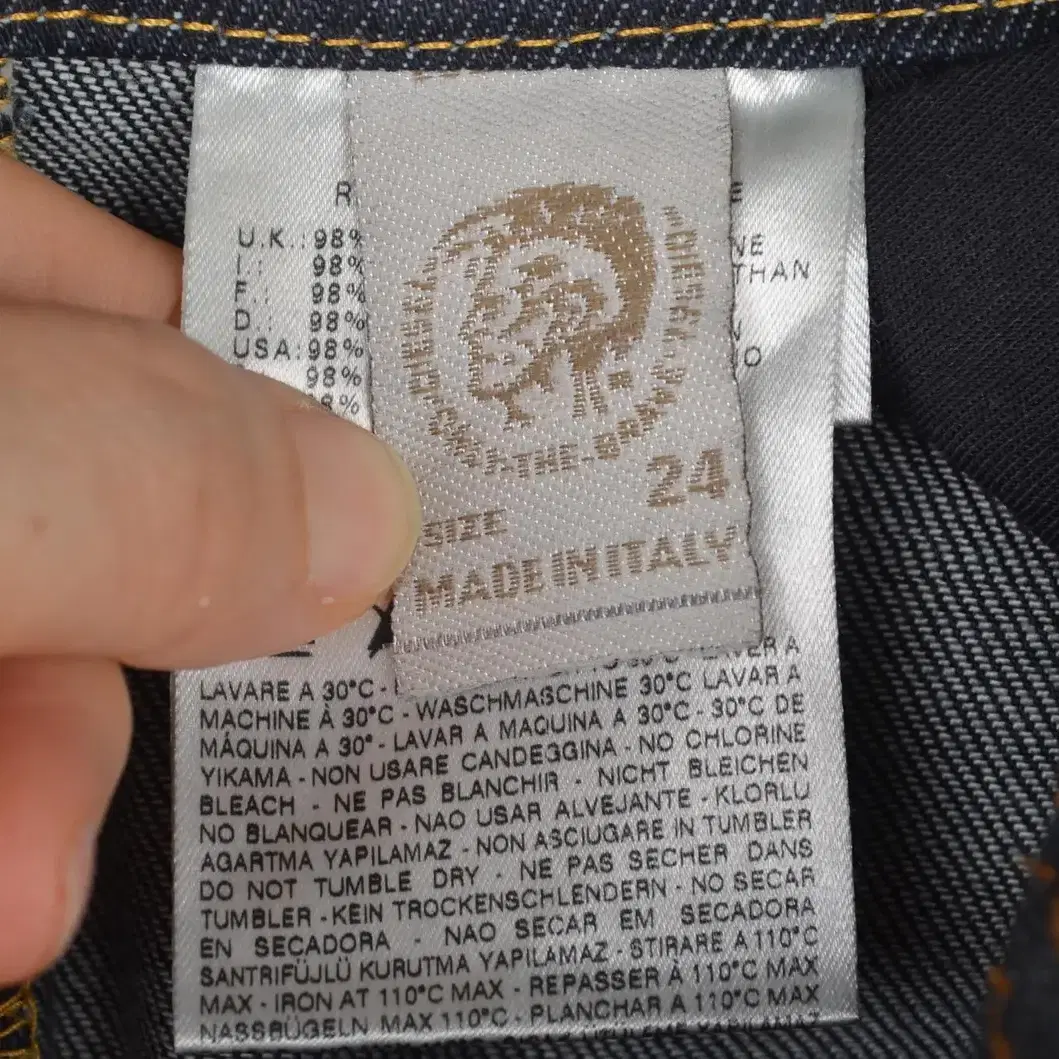 U.K.: 98%
I.: 98%
F.: 98%
D.: 98%
USA: 98%
98%
%
THAN
DIESEL
-THE-BRAVE
24
SIZE
MADE IN ITALY
LAVARE A 30°C -
MACHINE À 30°C - WASCHMASCHINE 30°C LAVAR A
MÁQUINA A 30° - LAVAR A MAQUINA A 30°C - 30°C DE
YIKAMA - NON USARE CANDEGGINA - NO CHLORINE
BLEACH - NE PAS BLANCHIR - NICHT BLEICHEN
NO BLANQUEAR - NAO USAR ALVEJANTE - KLORLU
AGARTMA YAPILAMAZ - NON ASCIUGARE IN TUMBLER
DO NOT TUMBLE DRY - NE PAS SECHER DANS
TUMBLER - KEIN TROCKENSCHLENDERN - NO SECAR
EN SECADORA - NAO SECAR EM SECADORA
SANTRIFÜJLÜ KURUTMA YAPILAMAZ - STIRARE A 110°C
MAX - IRON AT 110°C MAX - REPASSER À 110°C MAX
NASSBÜGELN MAX 110°C - PLANCHAR A 110°C MAX